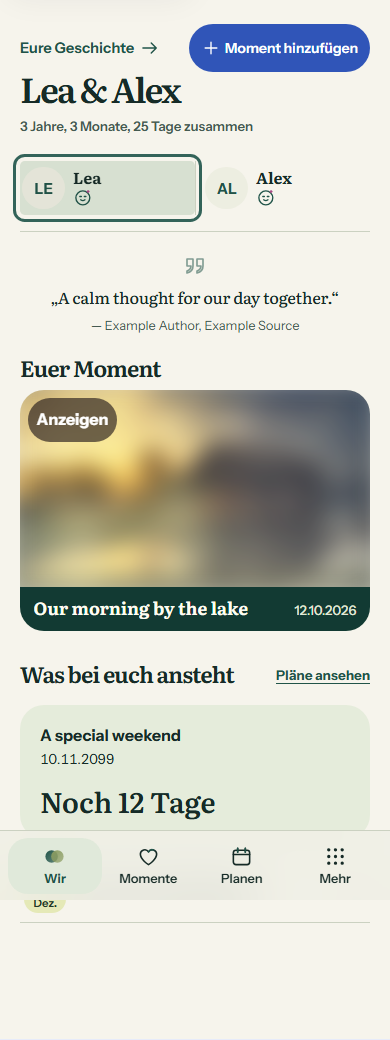 Eure Geschichte →
Moment hinzufügen
Lea & Alex
3 Jahre, 3 Monate, 25 Tage zusammen
LE
Lea
AL
Alex
„A calm thought for our day together.“
— Example Author, Example Source
Euer Moment
Anzeigen
Our morning by the lake
12.10.2026
Was bei euch ansteht
Pläne ansehen
A special weekend
10.11.2099
Noch 12 Tage
Wir
Momente
Planen
Mehr
Dez.